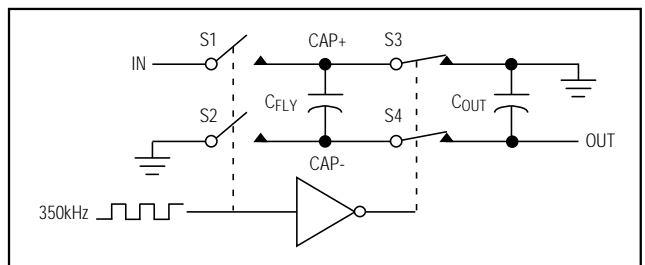 S1
CAP+
S3
IN
CFLY
COUT
S2
S4
OUT
CAP-
350kHz